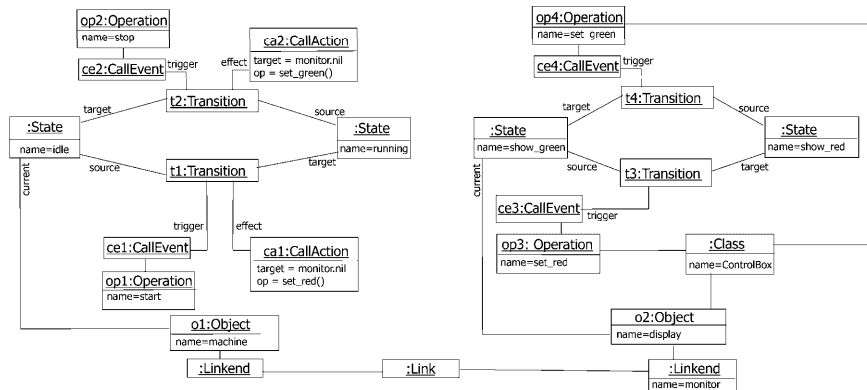 op2:Operation
name=stop
ce2:CallEvent
trigger
effect
ca2:CallAction
target = monitor.nil
op = set_green()
t2:Transition
target
source
:State
name=idle
:State
name=running
source
target
t1:Transition
current
trigger
effect
ce1:CallEvent
op1:Operation
name=start
ca1:CallAction
target = monitor.nil
op = set_red()
o1:Object
name=machine
:Linkend
:Link
op4:Operation
name=set_green
ce4:CallEvent
trigger
t4:Transition
target
source
:State
name=show_green
:State
name=show_red
source
target
t3:Transition
current
ce3:CallEvent
trigger
op3: Operation
name=set_red
:Class
name=ControlBox
o2:Object
name=display
:Linkend
name=monitor